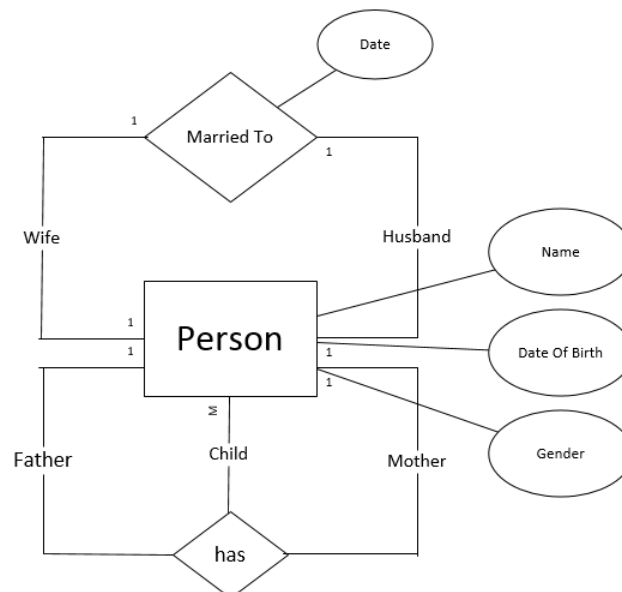 Date
1
Married To
1
Wife
Husband
Name
1
Person
1
1
Date Of Birth
1
M
Father
Child
Mother
Gender
has